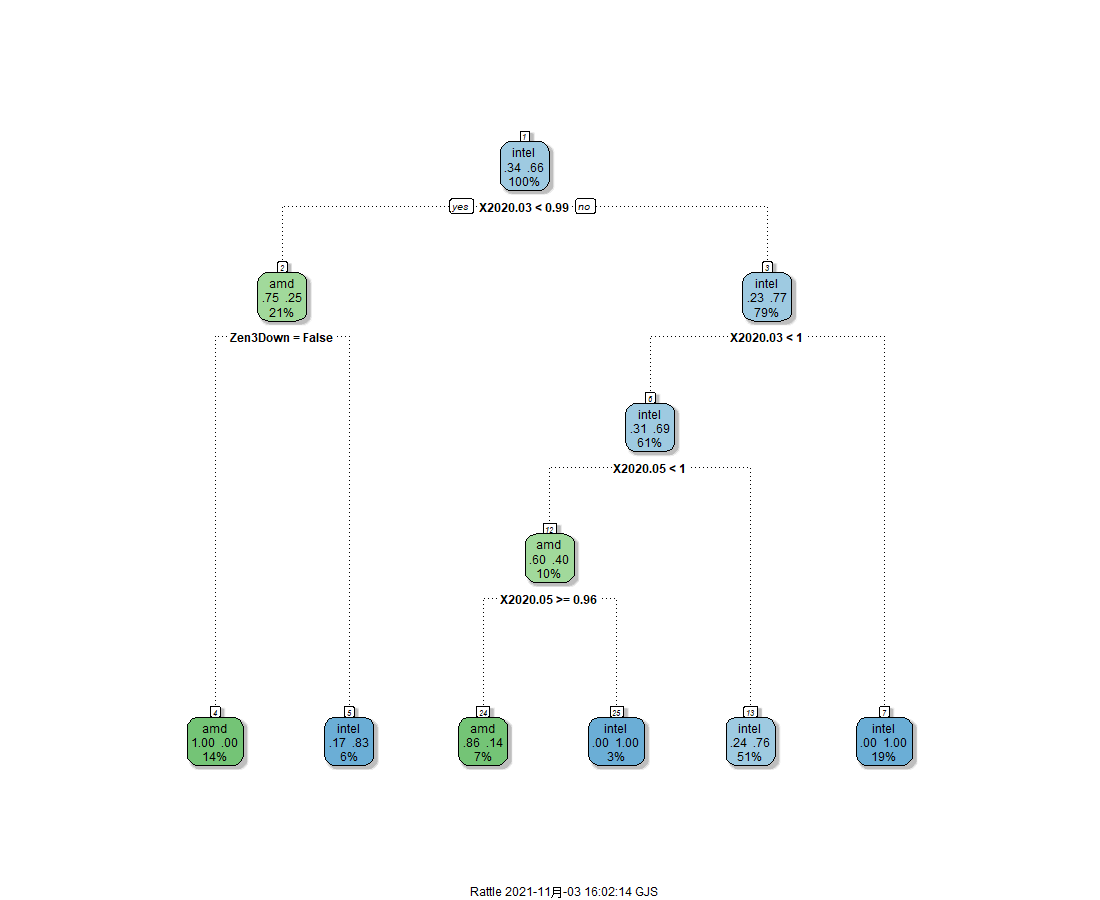 1
intel
.34 .66
100%
yes X2020.03 < 0.99 no
2
amd
.75 .25
21%
3
intel
.23 .77
79%
Zen3Down = False
X2020.03 < 1
6
intel
.31 .69
61%
X2020.05 < 1
12
amd
.60 .40
10%
X2020.05 >= 0.96
4
amd
1.00 .00
14%
5
intel
.17 .83
6%
24
amd
.86 .14
7%
25
intel
.00 1.00
3%
13
intel
.24 .76
51%
7
intel
.00 1.00
19%
Rattle 2021-11月-03 16:02:14 GJS